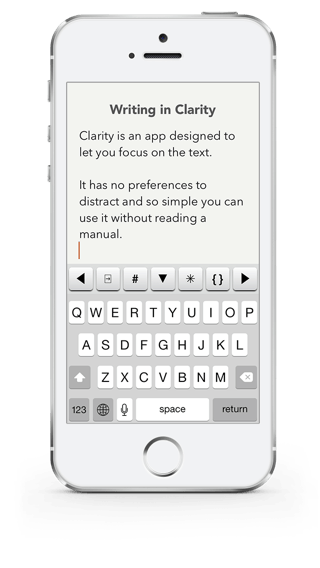 Writing in Clarity
Clarity is an app designed to
let you focus on the text.
It has no preferences to
distract and so simple you can
use it without reading a
manual.
# ✳ {}
Q W E R T Y U I O P
A S D F G H J K L
Z X C V B N M
123 space return